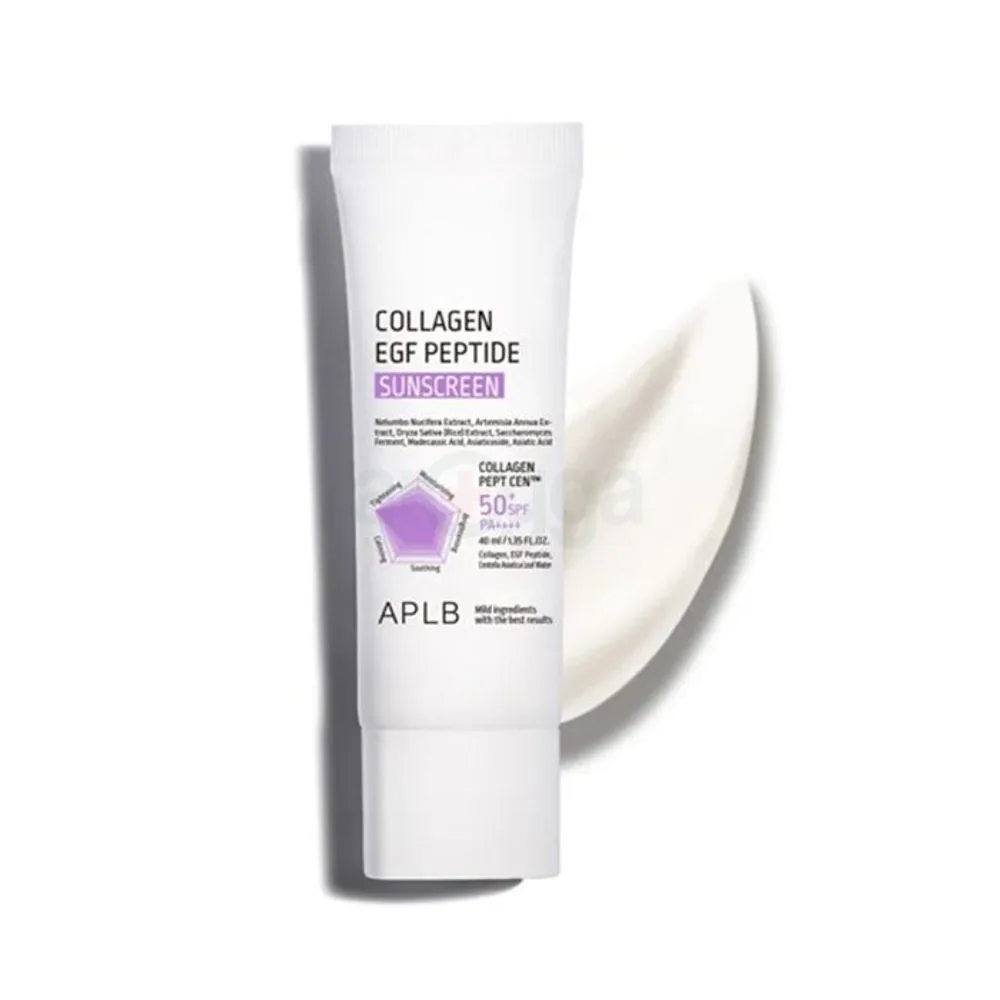 COLLAGEN
EGF PEPTIDE
SUNSCREEN
Nelumbo Nucifera Extract, Artemisia Annua Ex-
tract, Oryza Sativa (Rice) Extract, Saccharomyces
Ferment, Madecassic Acid, Asiaticoside, Asiatic Acid
COLLAGEN
PEPT CEN™
50+ SPF
PA++++
40 ml / 1.35 FL.OZ.
Collagen, EGF Peptide,
Centella Asiatica Leaf Water
Tightening
Moisturizing
Calming
Soothing
APLB
Mild ingredients
with the best results